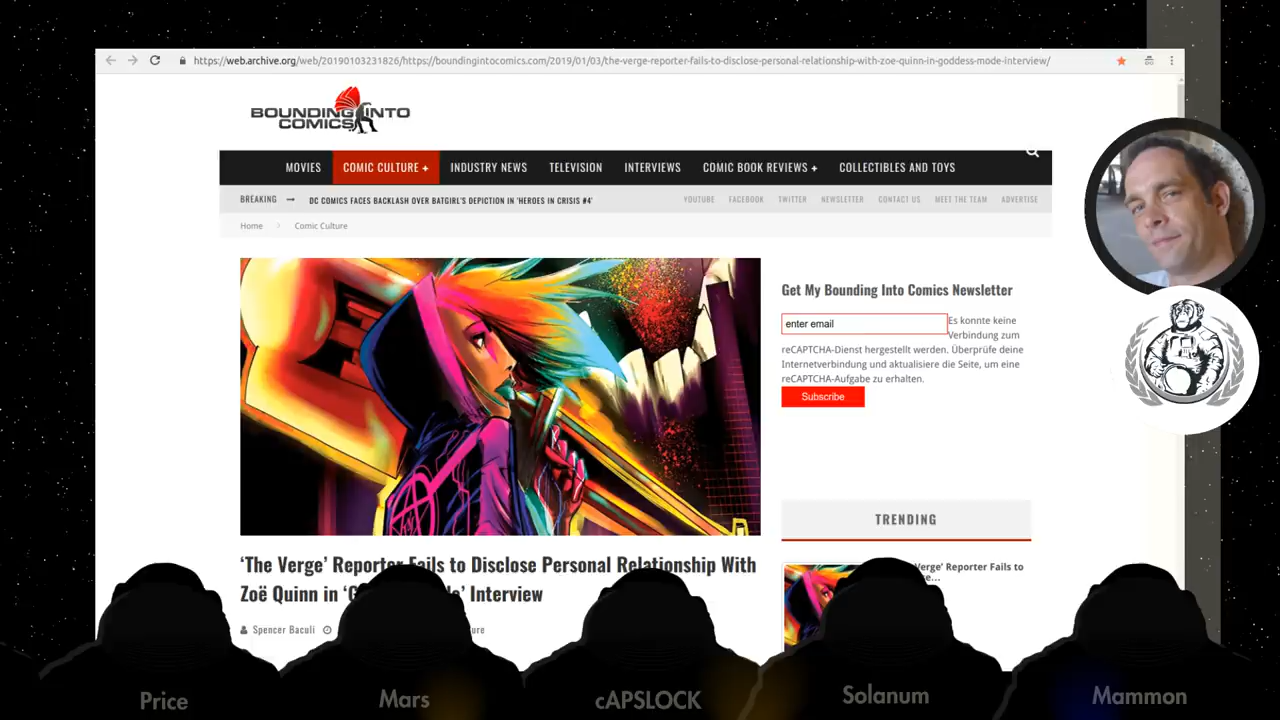 https://web.archive.org/web/20190103231826/https://boundingintocomics.com/2019/01/03/the-verge-reporter-fails-to-disclose-personal-relationship-with-zoe-quinn-in-goddess-mode-interview/
BOUNDING INTO
COMICS
MOVIES COMIC CULTURE + INDUSTRY NEWS TELEVISION INTERVIEWS COMIC BOOK REVIEWS + COLLECTIBLES AND TOYS
BREAKING DC COMICS FACES BACKLASH OVER BATGIRL'S DEPICTION IN 'HEROES IN CRISIS #4' YOUTUBE FACEBOOK TWITTER NEWSLETTER CONTACT US MEET THE TEAM ADVERTISE
Home > Comic Culture
Get My Bounding Into Comics Newsletter
enter email Es konnte keine
Verbindung zum
reCAPTCHA-Dienst hergestellt werden. Überprüfe deine
Internetverbindung und aktualisiere die Seite, um eine
reCAPTCHA-Aufgabe zu erhalten.
Subscribe
TRENDING
Verge' Reporter Fails to
‘The Verge’ Reporter Fails to Disclose Personal Relationship With
Zoë Quinn in Interview
Spencer Baculi
Price Mars cAPSLOCK Solanum Mammon